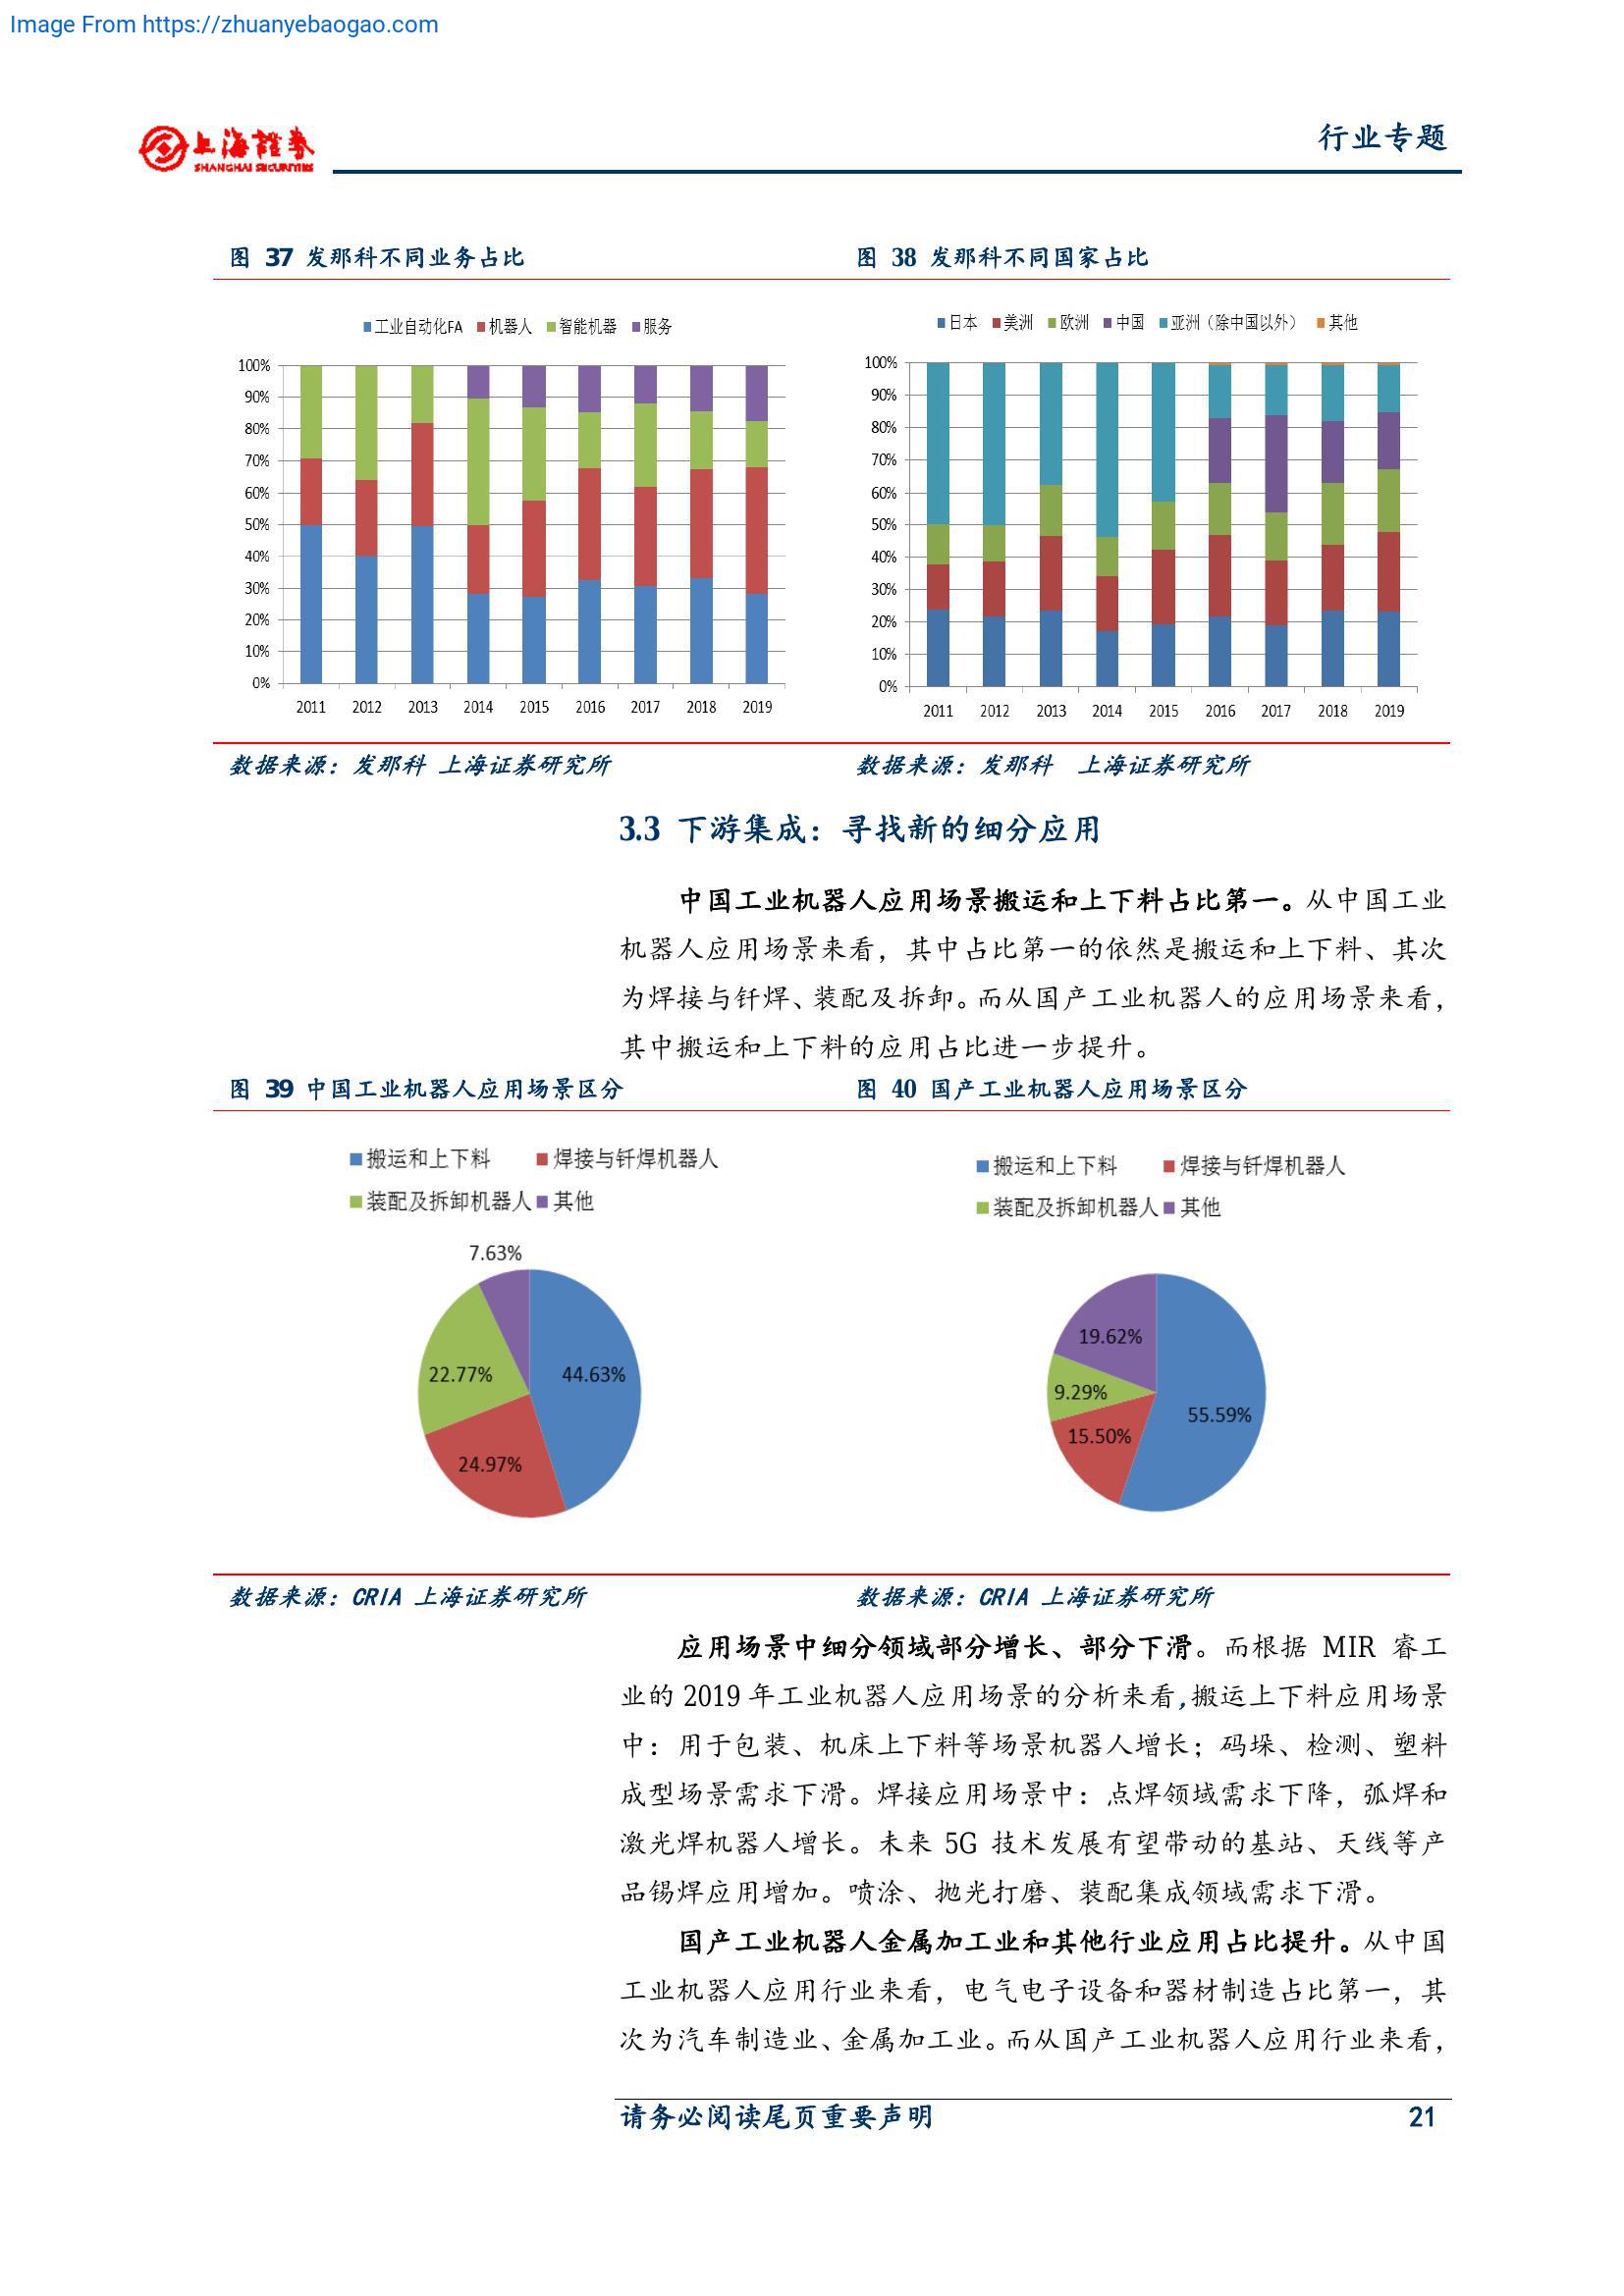 Image From https://zhuanyebaogao.com
上海證券
SHANGHAI SECURITIES
行业专题
图 37 发那科不同业务占比
图 38 发那科不同国家占比
工业自动化FA 机器人 智能机器 服务
100%
90%
80%
70%
60%
50%
40%
30%
20%
10%
0%
2011 2012 2013 2014 2015 2016 2017 2018 2019
日本 美洲 欧洲 中国 亚洲（除中国以外） 其他
100%
90%
80%
70%
60%
50%
40%
30%
20%
10%
0%
2011 2012 2013 2014 2015 2016 2017 2018 2019
数据来源：发那科 上海证券研究所
数据来源：发那科 上海证券研究所
3.3 下游集成：寻找新的细分应用
中国工业机器人应用场景搬运和上下料占比第一。从中国工业
机器人应用场景来看，其中占比第一的依然是搬运和上下料、其次
为焊接与钎焊、装配及拆卸。而从国产工业机器人的应用场景来看，
其中搬运和上下料的应用占比进一步提升。
图 39 中国工业机器人应用场景区分
图 40 国产工业机器人应用场景区分
搬运和上下料 焊接与钎焊机器人
装配及拆卸机器人 其他
7.63%
22.77%
44.63%
24.97%
搬运和上下料 焊接与钎焊机器人
装配及拆卸机器人 其他
19.62%
9.29%
55.59%
15.50%
数据来源：CRIA 上海证券研究所
数据来源：CRIA 上海证券研究所
应用场景中细分领域部分增长、部分下滑。而根据 MIR 睿工
业的 2019 年工业机器人应用场景的分析来看,搬运上下料应用场景
中：用于包装、机床上下料等场景机器人增长；码垛、检测、塑料
成型场景需求下滑。焊接应用场景中：点焊领域需求下降，弧焊和
激光焊机器人增长。未来 5G 技术发展有望带动的基站、天线等产
品锡焊应用增加。喷涂、抛光打磨、装配集成领域需求下滑。
国产工业机器人金属加工业和其他行业应用占比提升。从中国
工业机器人应用行业来看，电气电子设备和器材制造占比第一，其
次为汽车制造业、金属加工业。而从国产工业机器人应用行业来看，
请务必阅读尾页重要声明
21